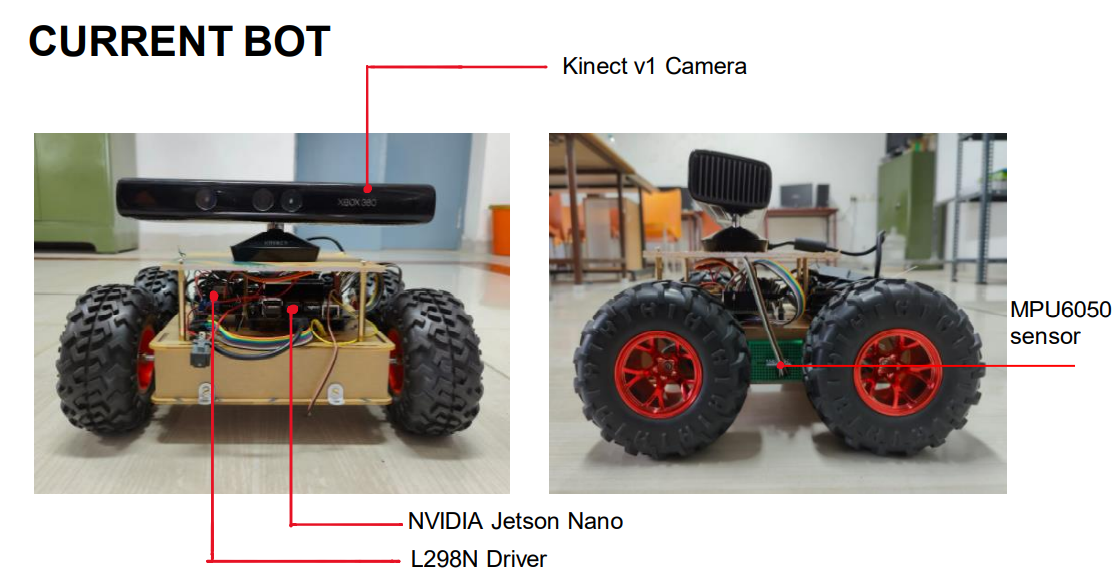 CURRENT BOT
Kinect v1 Camera
XBOX 360
KINECT
MPU6050
sensor
NVIDIA Jetson Nano
L298N Driver